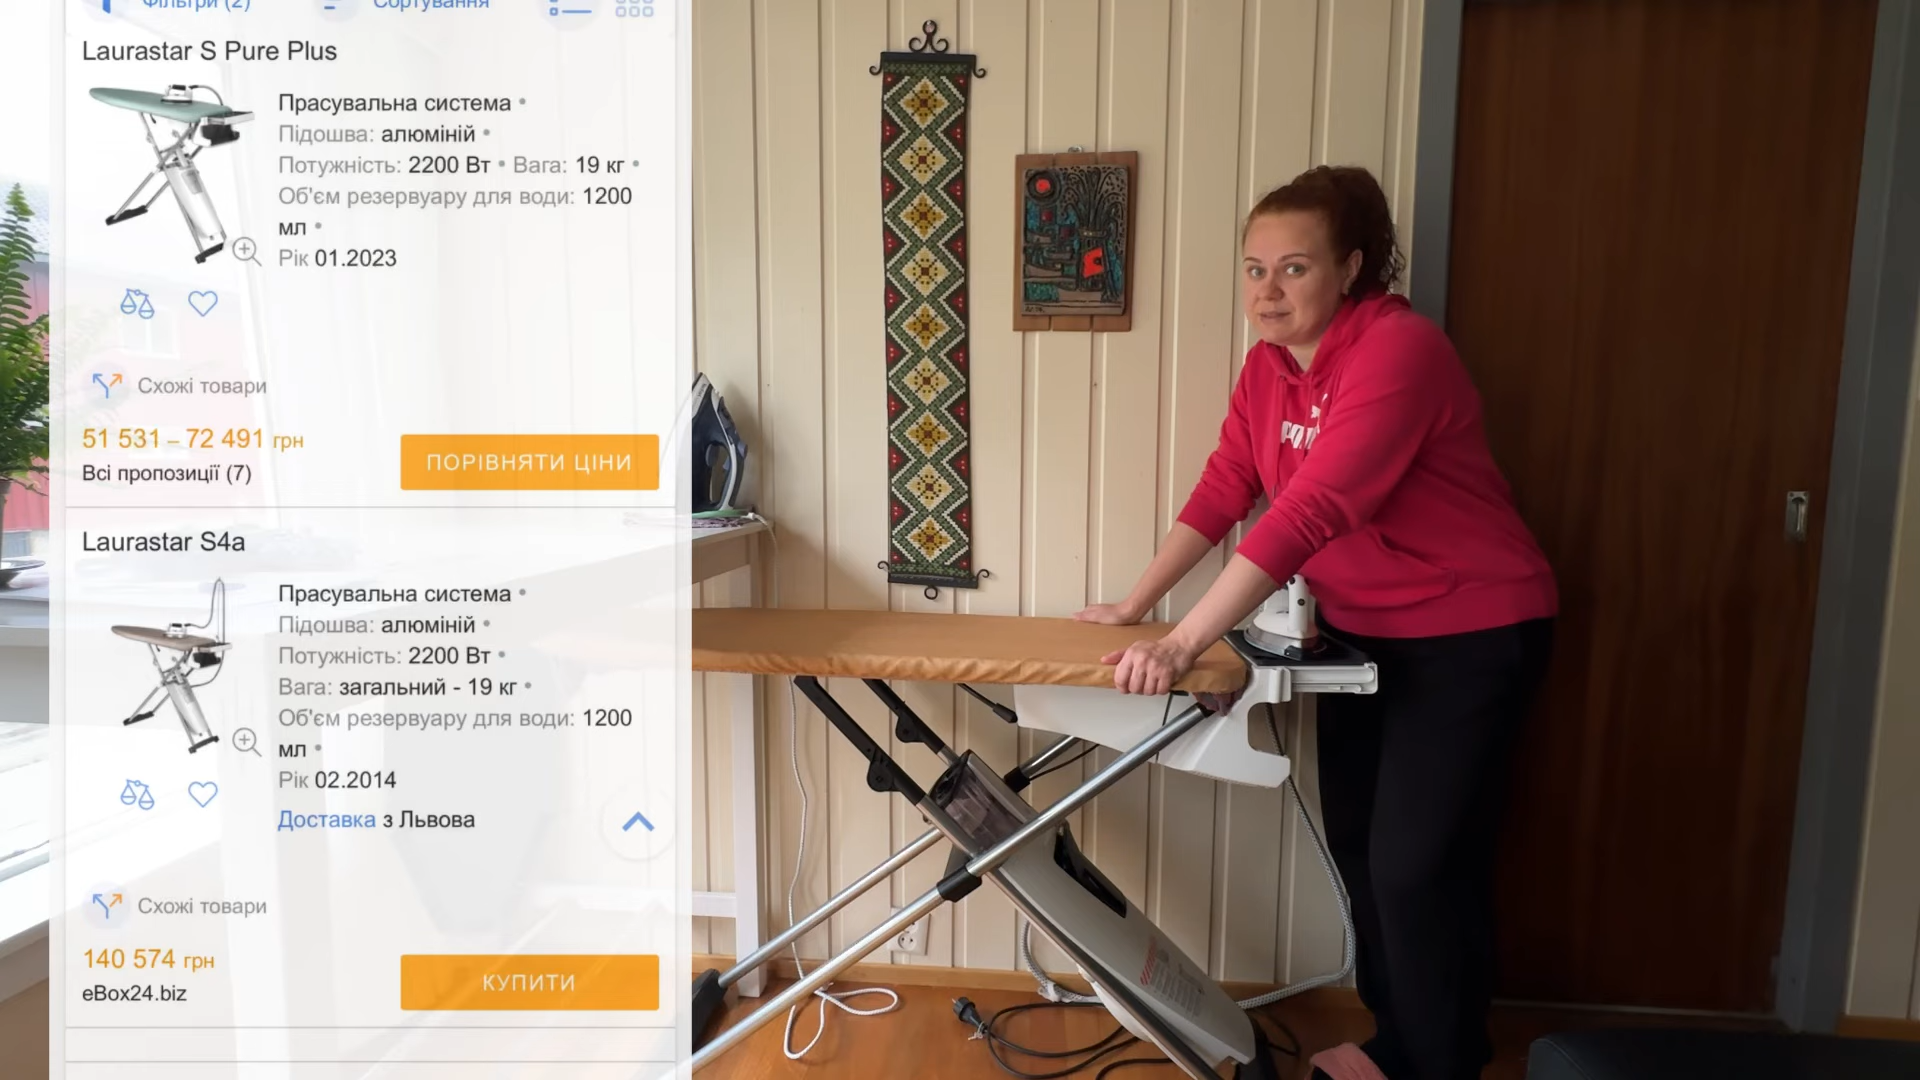 Фільтри (2)
Сортування
Laurastar S Pure Plus
Прасувальна система •
Підошва: алюміній •
Потужність: 2200 Вт • Вага: 19 кг •
Об'єм резервуару для води: 1200
мл •
Рік 01.2023
Схожі товари
51 531 – 72 491 грн
Всі пропозиції (7)
ПОРІВНЯТИ ЦІНИ
Laurastar S4a
Прасувальна система •
Підошва: алюміній •
Потужність: 2200 Вт •
Вага: загальний - 19 кг •
Об'єм резервуару для води: 1200
мл •
Рік 02.2014
Доставка з Львова
Схожі товари
140 574 грн
eBox24.biz
КУПИТИ